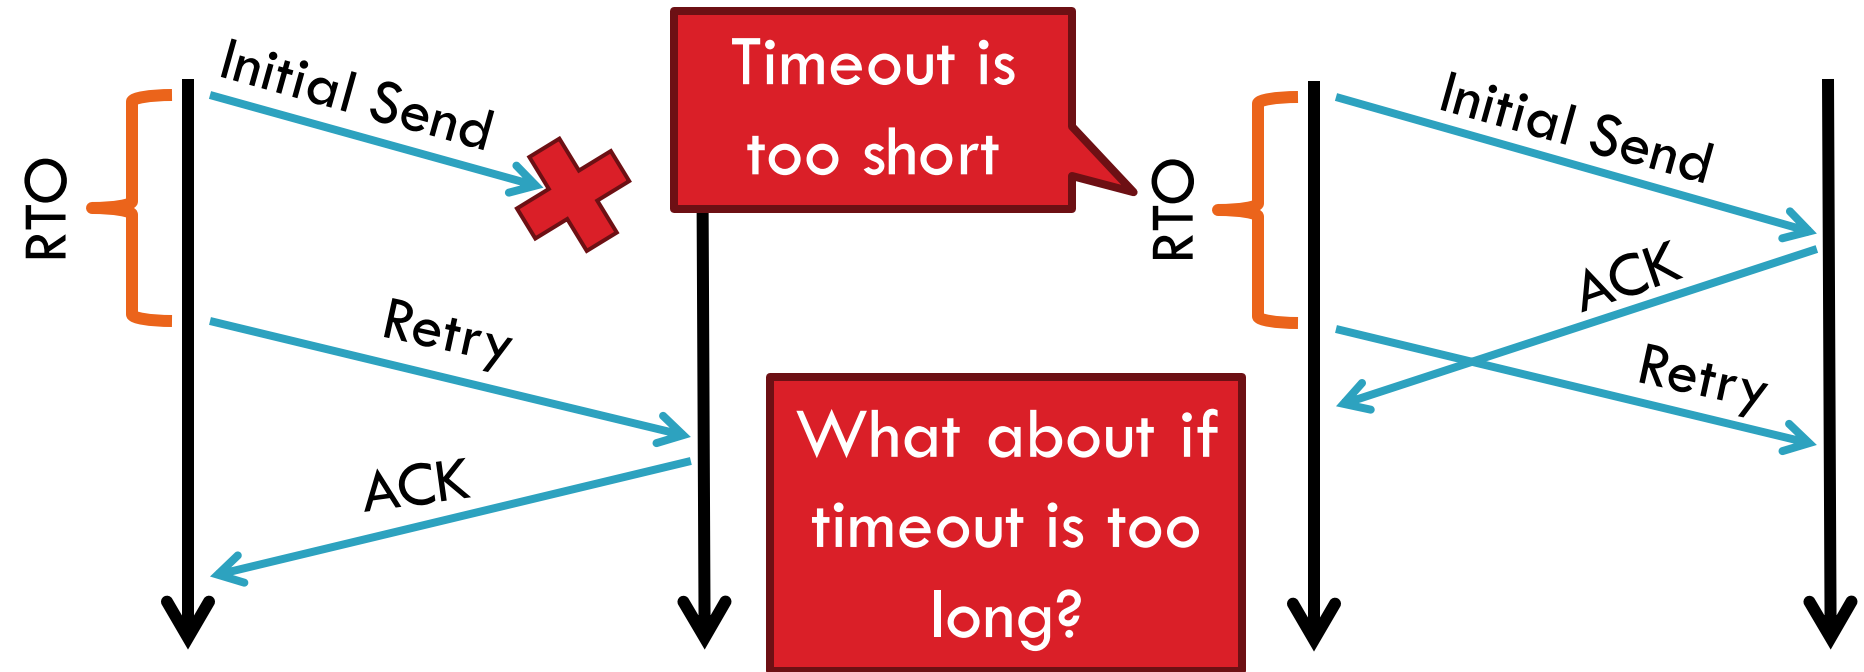 Initial Send
RTO
Retry
ACK
Timeout is
too short
What about if
timeout is too
long?
RTO
Initial Send
ACK
Retry